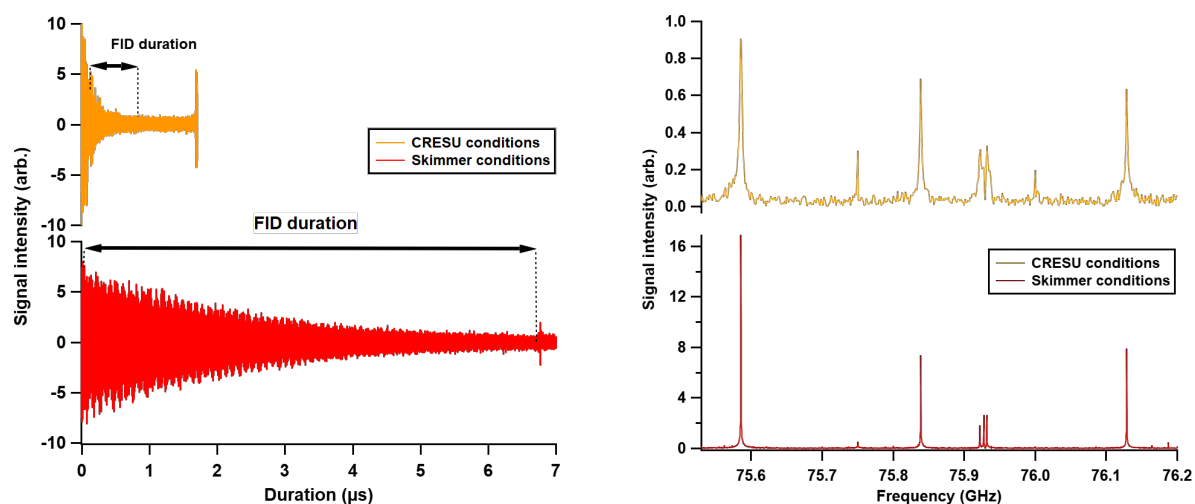 10
5
0
-5
-10
FID duration
CRESU conditions
Skimmer conditions
Signal intensity (arb.)
FID duration
10
5
0
-5
-10
0 1 2 3 4 5 6 7
Duration (µs)
1.0
0.8
0.6
0.4
0.2
0.0
Signal intensity (arb.)
16
12
8
4
0
CRESU conditions
Skimmer conditions
75.6 75.7 75.8 75.9 76.0 76.1 76.2
Frequency (GHz)